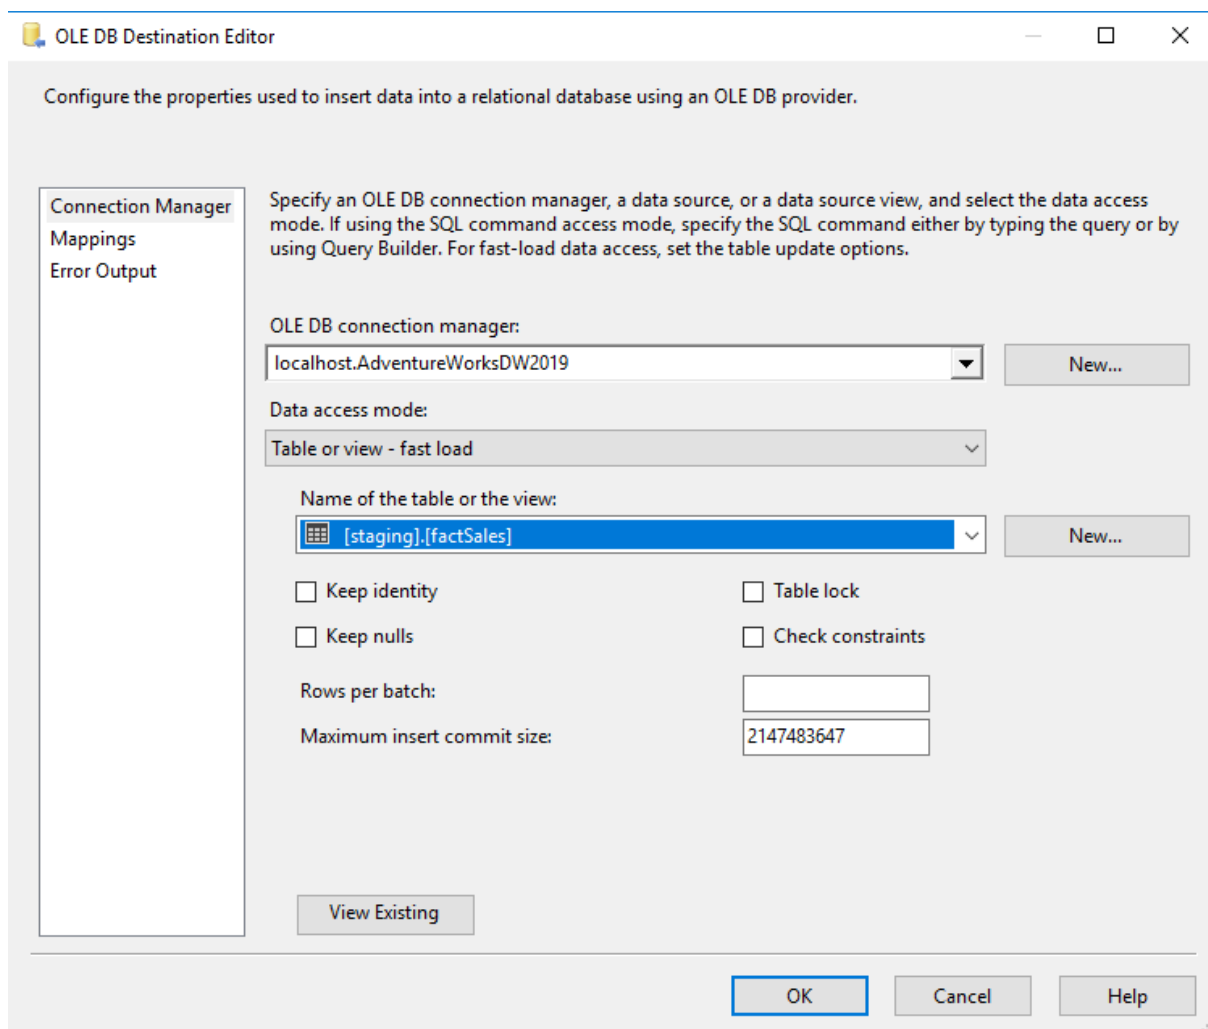 OLE DB Destination Editor
Configure the properties used to insert data into a relational database using an OLE DB provider.
Connection Manager
Mappings
Error Output
Specify an OLE DB connection manager, a data source, or a data source view, and select the data access
mode. If using the SQL command access mode, specify the SQL command either by typing the query or by
using Query Builder. For fast-load data access, set the table update options.
OLE DB connection manager:
localhost.AdventureWorksDW2019
New...
Data access mode:
Table or view - fast load
Name of the table or the view:
[staging].[factSales]
New...
Keep identity
Table lock
Keep nulls
Check constraints
Rows per batch:
Maximum insert commit size:
2147483647
View Existing
OK
Cancel
Help